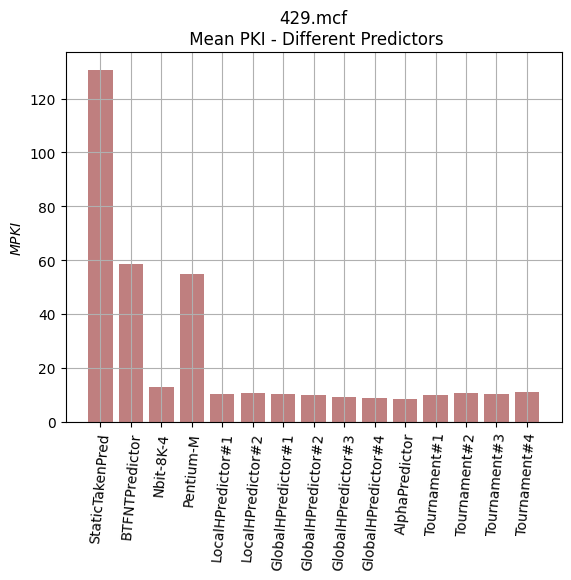 429.mcf
Mean PKI - Different Predictors
MPKI
120
100
80
60
40
20
0
StaticTakenPred
BTFNTPredictor
Nbit-8K-4
Pentium-M
LocalHPredictor#1
LocalHPredictor#2
GlobalHPredictor#1
GlobalHPredictor#2
GlobalHPredictor#3
GlobalHPredictor#4
AlphaPredictor
Tournament#1
Tournament#2
Tournament#3
Tournament#4